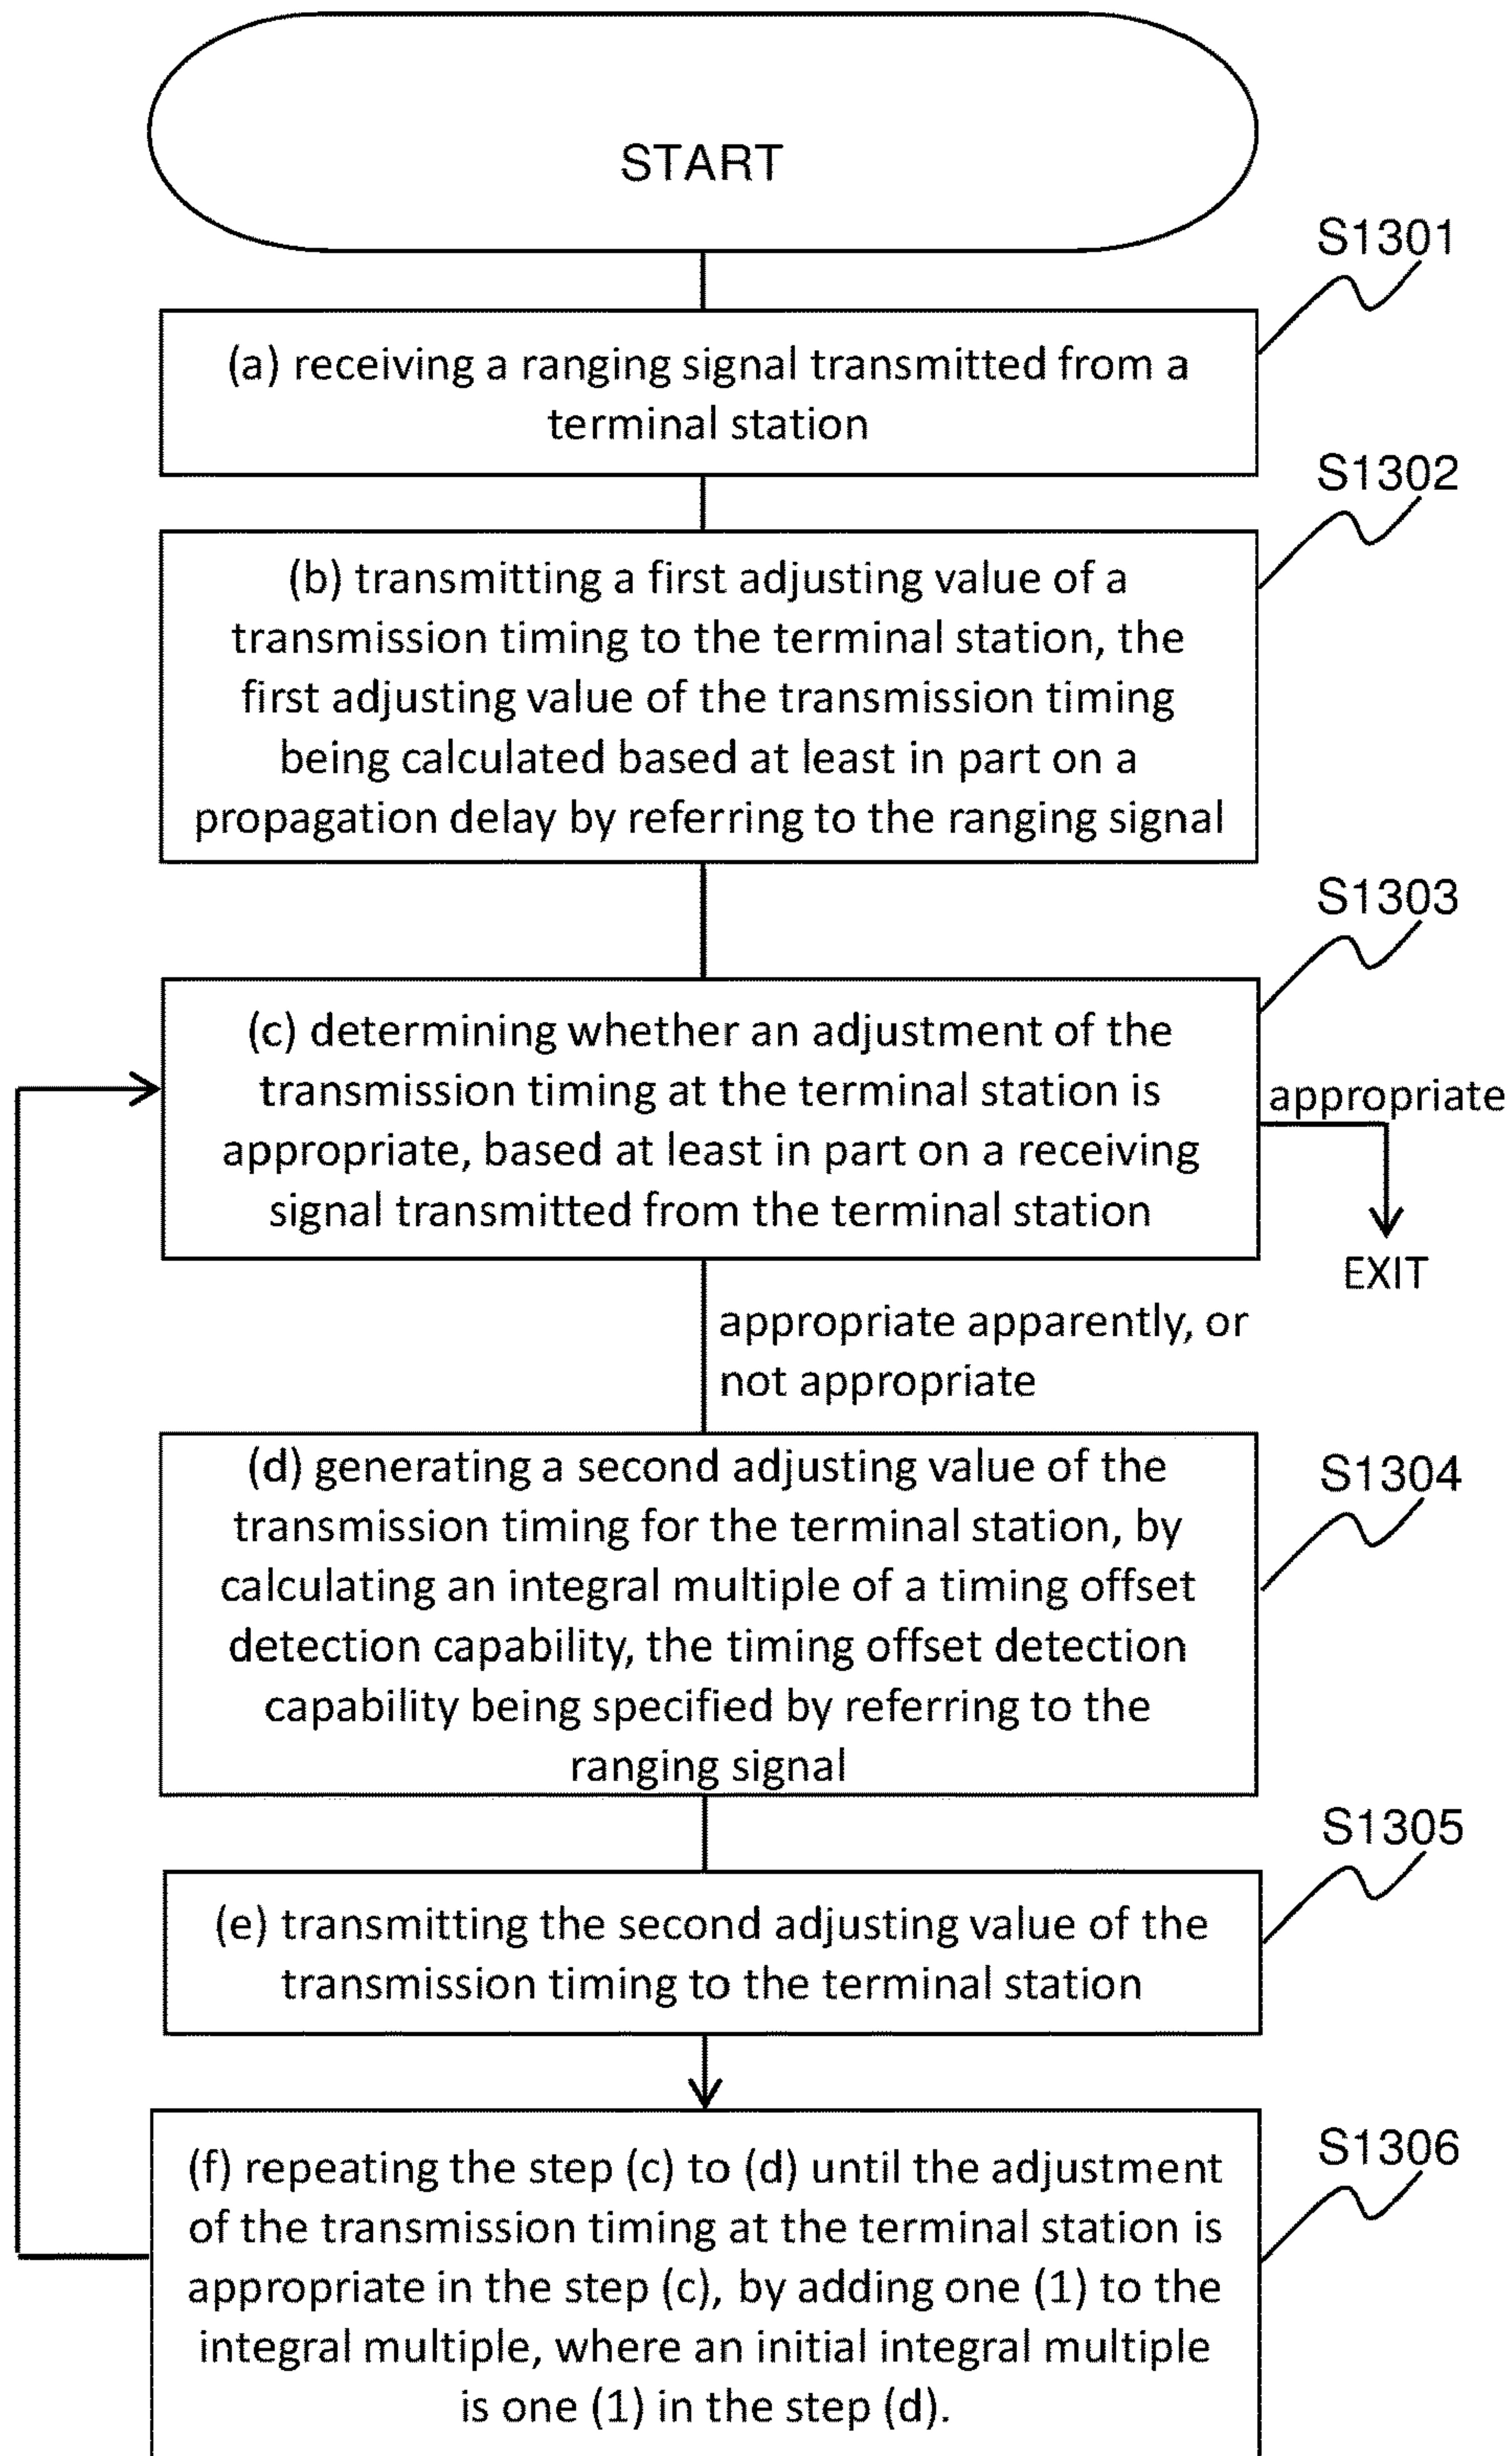 START
S1301
(a) receiving a ranging signal transmitted from a
terminal station
S1302
(b) transmitting a first adjusting value of a
transmission timing to the terminal station, the
first adjusting value of the transmission timing
being calculated based at least in part on a
propagation delay by referring to the ranging signal
S1303
(c) determining whether an adjustment of the
transmission timing at the terminal station is
appropriate, based at least in part on a receiving
signal transmitted from the terminal station
appropriate
EXIT
appropriate apparently, or
not appropriate
S1304
(d) generating a second adjusting value of the
transmission timing for the terminal station, by
calculating an integral multiple of a timing offset
detection capability, the timing offset detection
capability being specified by referring to the
ranging signal
S1305
(e) transmitting the second adjusting value of the
transmission timing to the terminal station
S1306
(f) repeating the step (c) to (d) until the adjustment
of the transmission timing at the terminal station is
appropriate in the step (c), by adding one (1) to the
integral multiple, where an initial integral multiple
is one (1) in the step (d).